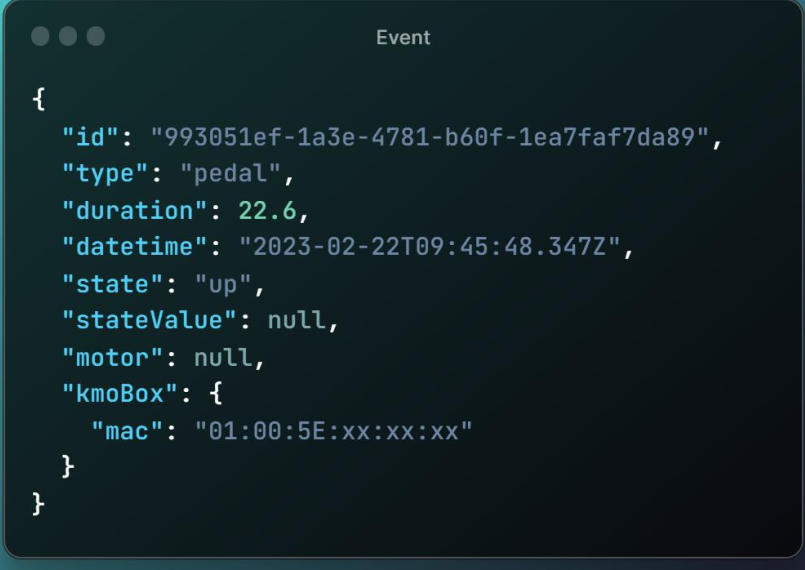 Event
{
"id": "993051ef-1a3e-4781-b60f-1ea7faf7da89",
"type": "pedal",
"duration": 22.6,
"datetime": "2023-02-22T09:45:48.347Z",
"state": "up",
"stateValue": null,
"motor": null,
"kmoBox": {
"mac": "01:00:5E:xx:xx:xx"
}
}